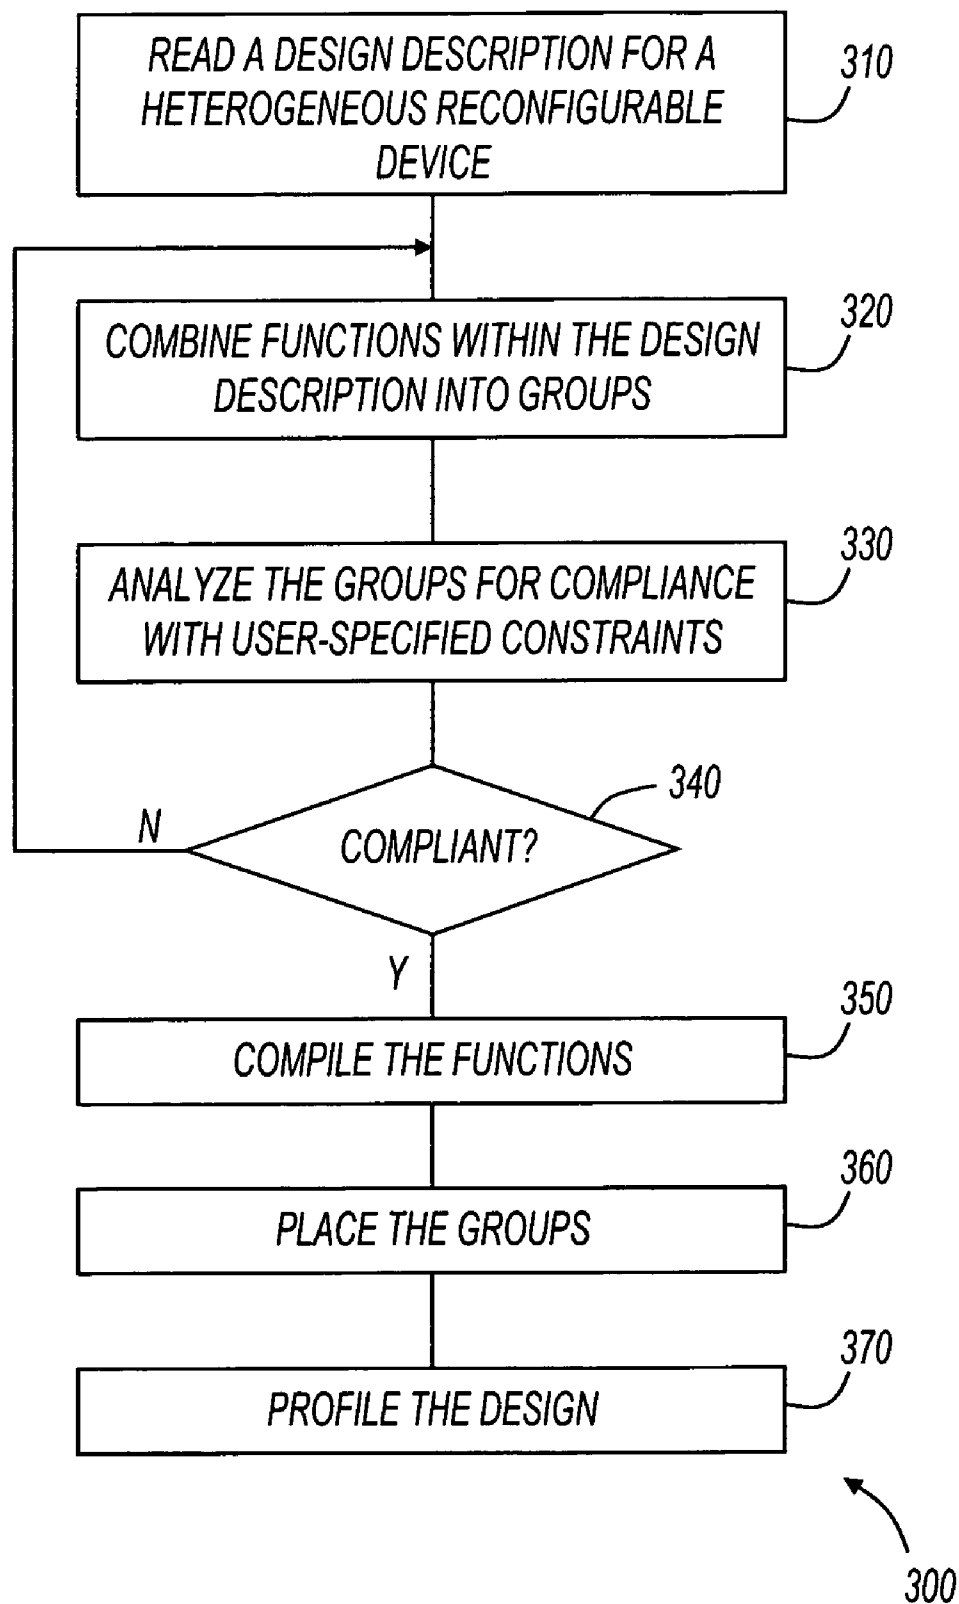 READ A DESIGN DESCRIPTION FOR A
HETEROGENEOUS RECONFIGURABLE
DEVICE
310
COMBINE FUNCTIONS WITHIN THE DESIGN
DESCRIPTION INTO GROUPS
320
ANALYZE THE GROUPS FOR COMPLIANCE
WITH USER-SPECIFIED CONSTRAINTS
330
COMPLIANT?
340
N
Y
COMPILE THE FUNCTIONS
350
PLACE THE GROUPS
360
PROFILE THE DESIGN
370
300